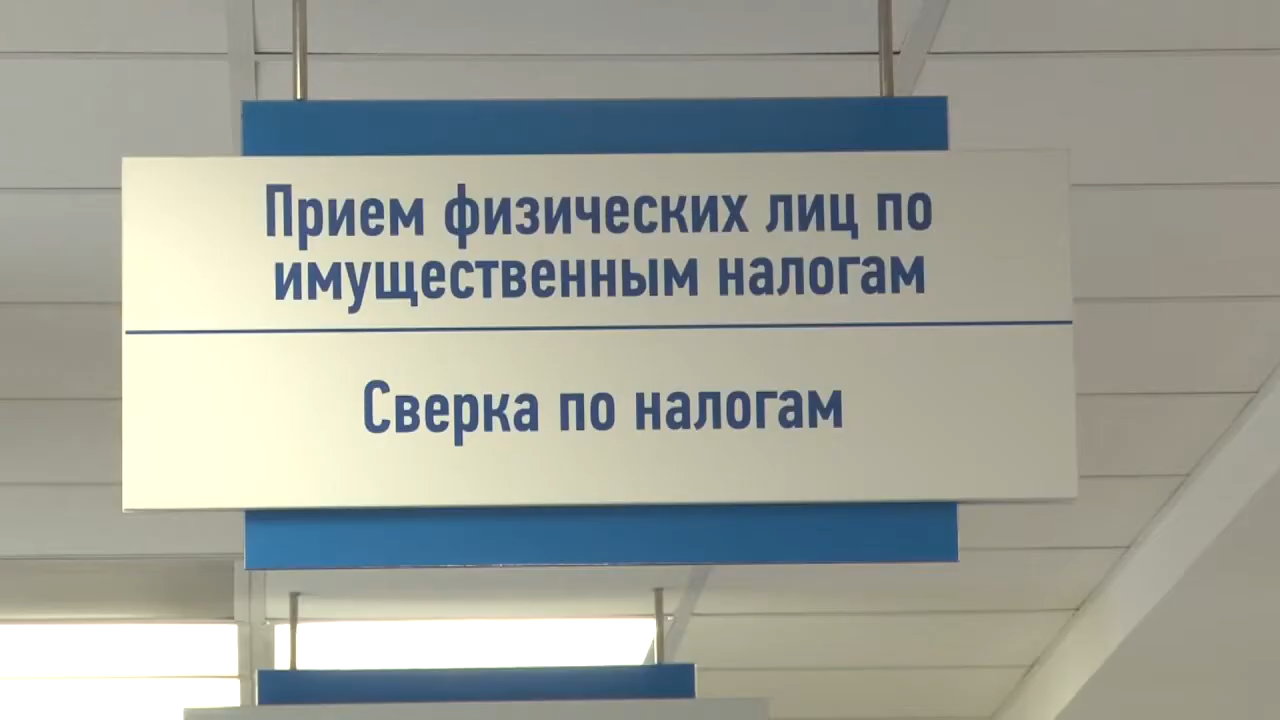 Прием физических лиц по
имущественным налогам
Сверка по налогам